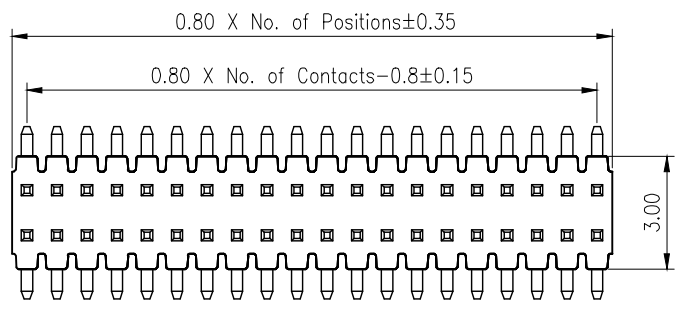 0.80 X No. of Positions±0.35
0.80 X No. of Contacts-0.8±0.15
3.00